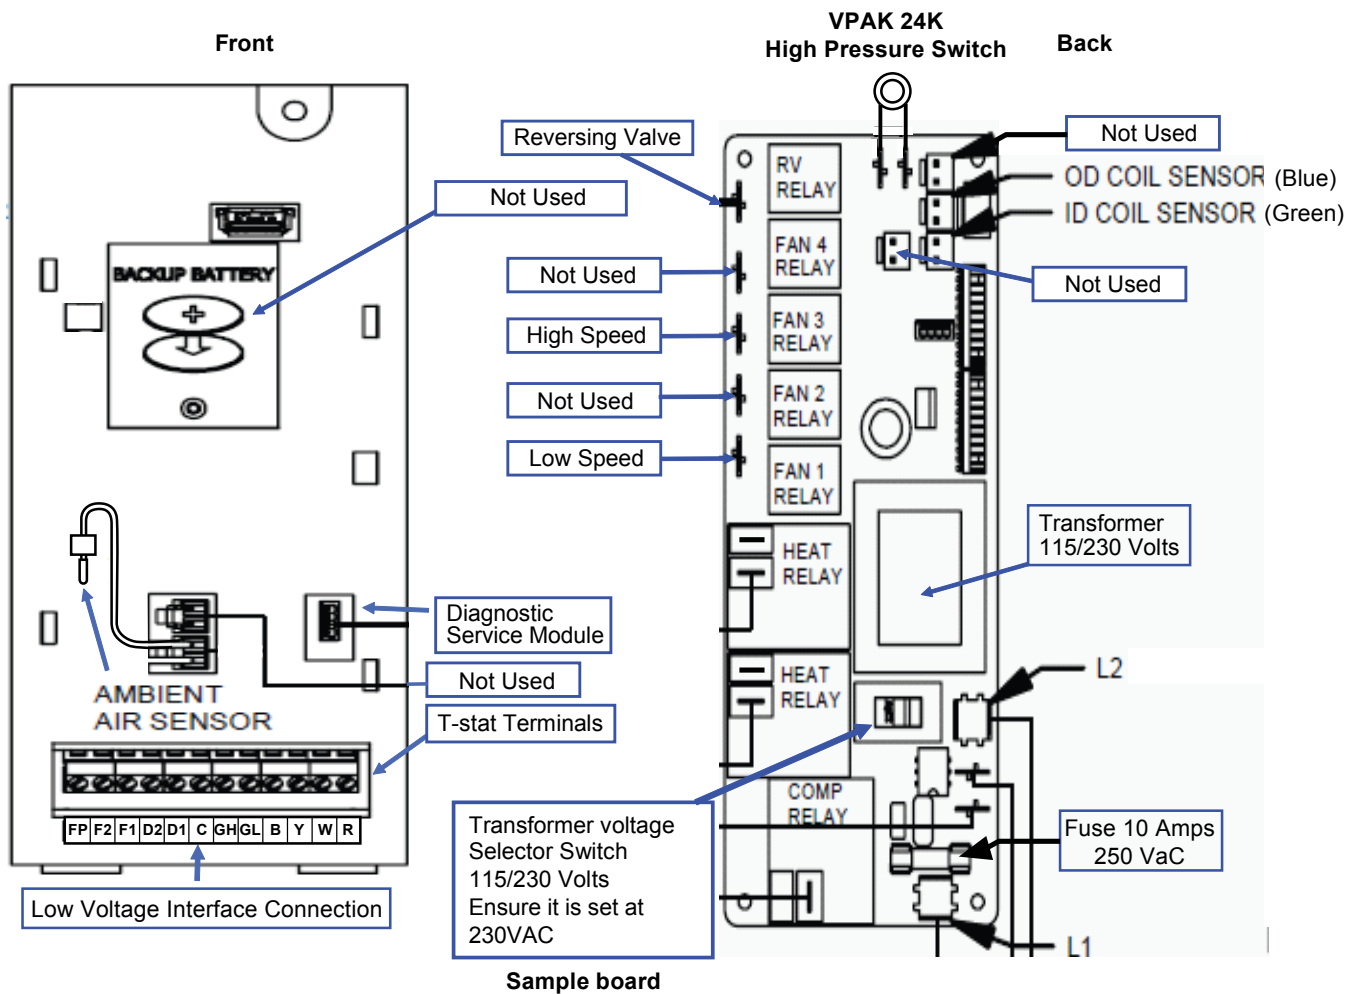 VPAK 24K
High Pressure Switch
Front
Back
Reversing Valve
Not Used
Not Used
OD COIL SENSOR (Blue)
ID COIL SENSOR (Green)
Not Used
Not Used
High Speed
Not Used
Low Speed
RV
RELAY
FAN 4
RELAY
FAN 3
RELAY
FAN 2
RELAY
FAN 1
RELAY
BACKUP BATTERY
+
Transformer
115/230 Volts
HEAT
RELAY
HEAT
RELAY
Diagnostic
Service Module
Not Used
T-stat Terminals
AMBIENT
AIR SENSOR
L2
COMP
RELAY
Transformer voltage
Selector Switch
115/230 Volts
Ensure it is set at
230VAC
Fuse 10 Amps
250 VaC
FP F2 F1 D2 D1 C GH GL B Y W R
Low Voltage Interface Connection
L1
Sample board